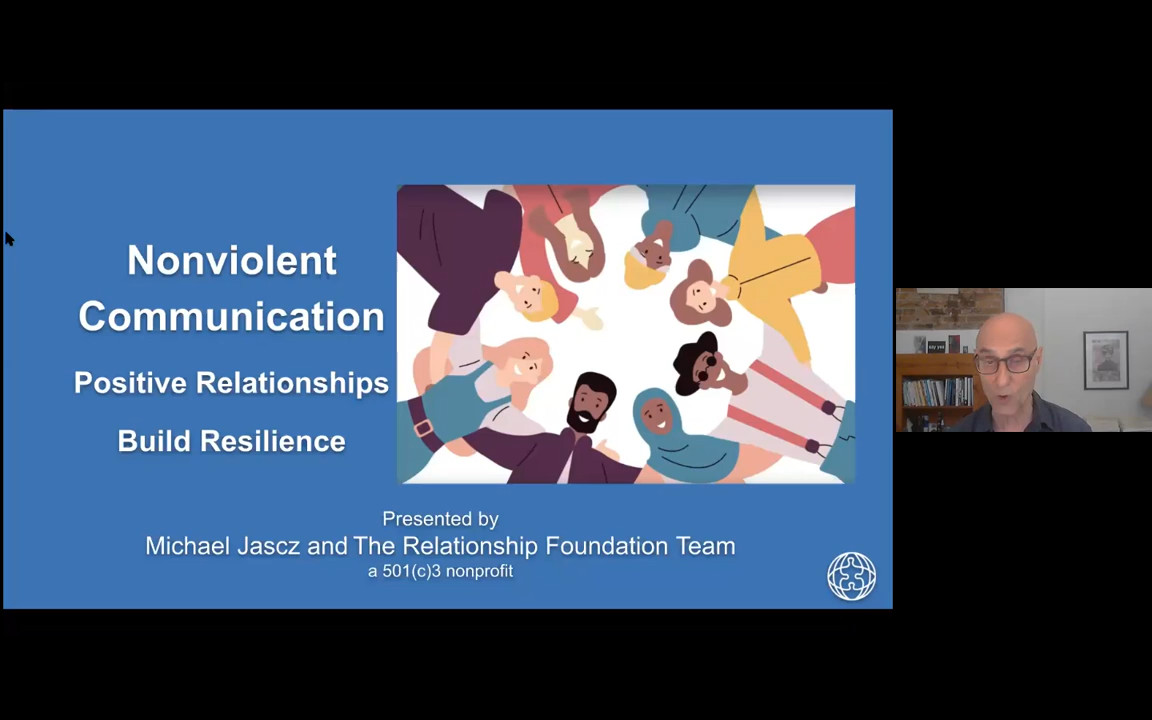 Nonviolent
Communication
Positive Relationships
Build Resilience
Presented by
Michael Jascz and The Relationship Foundation Team
a 501(c)3 nonprofit